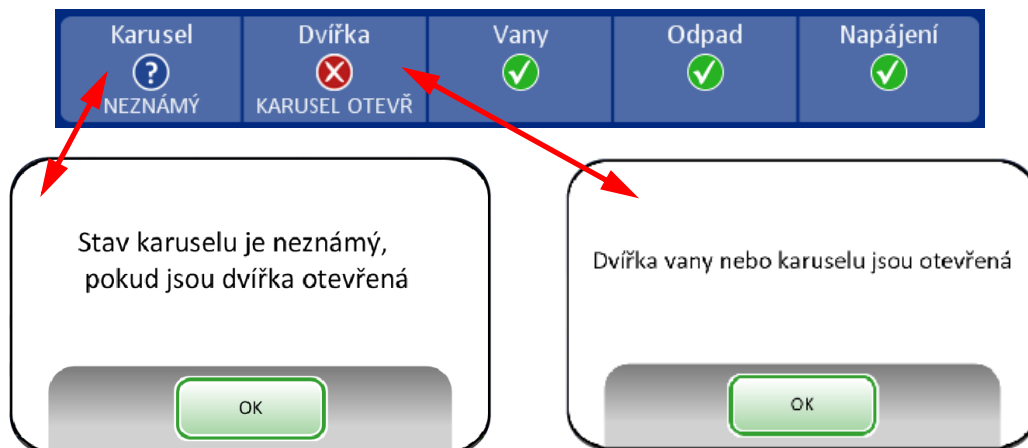 Karusel Dvířka Vany Odpad Napájení
?
NEZNÁMÝ KARUSEL OTEVŘ
Stav karuselu je neznámý,
pokud jsou dvířka otevřená
OK
Dvířka vany nebo karuselu jsou otevřená
OK